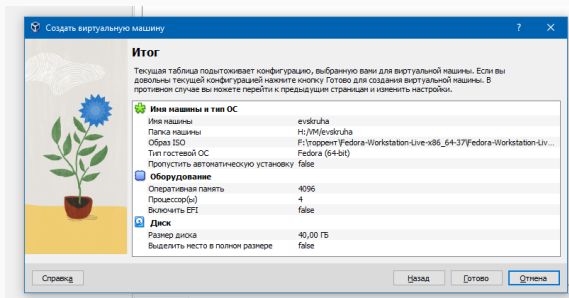 Создать виртуальную машину
Итог
Текущая таблица подытоживает конфигурацию, выбранную вами для виртуальной машины. Если вы
довольны текущей конфигурацией нажмите кнопку Готово для создания виртуальной машины. В
противном случае вы можете перейти к предыдущим страницам и изменить настройки.
Имя машины и тип ОС
Имя машины evskruha
Папка машины H:/VM/evskruha
Образ ISO F:\торрент\Fedora-Workstation-Live-x86_64-37\Fedora-Workstation-Liv...
Тип гостевой ОС Fedora (64-bit)
Пропустить автоматическую установку false
Оборудование
Оперативная память 4096
Процессор(ы) 4
Включить EFI false
Диск
Размер диска 40,00 ГБ
Выделить место в полном размере false
Справка Назад Готово Отмена